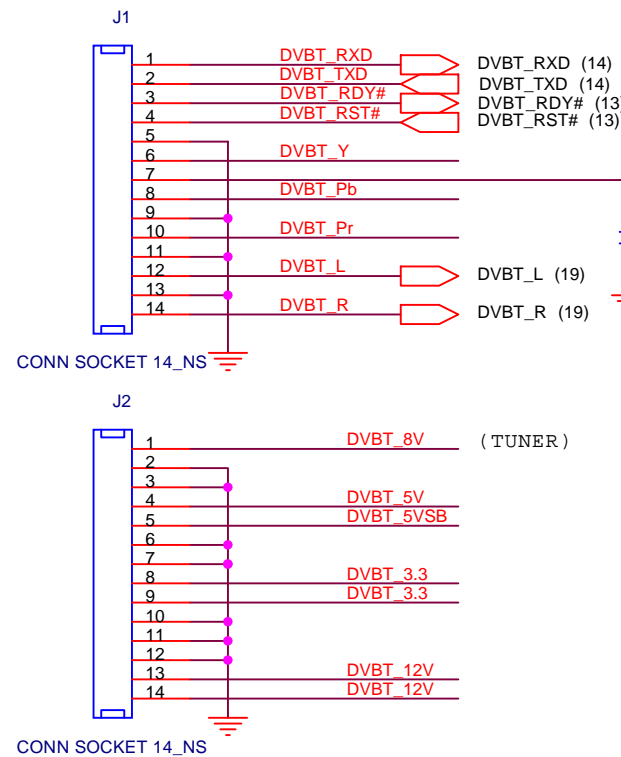 J1
1 DVBT_RXD DVBT_RXD (14)
2 DVBT_TXD DVBT_TXD (14)
3 DVBT_RDY# DVBT_RDY# (13)
4 DVBT_RST# DVBT_RST# (13)
5
6 DVBT_Y
7
8 DVBT_Pb
9
10 DVBT_Pr
11
12 DVBT_L DVBT_L (19)
13
14 DVBT_R DVBT_R (19)
CONN SOCKET 14_NS
J2
1 DVBT_8V (TUNER)
2
3
4 DVBT_5V
5 DVBT_5VSB
6
7
8 DVBT_3.3
9 DVBT_3.3
10
11
12
13 DVBT_12V
14 DVBT_12V
CONN SOCKET 14_NS